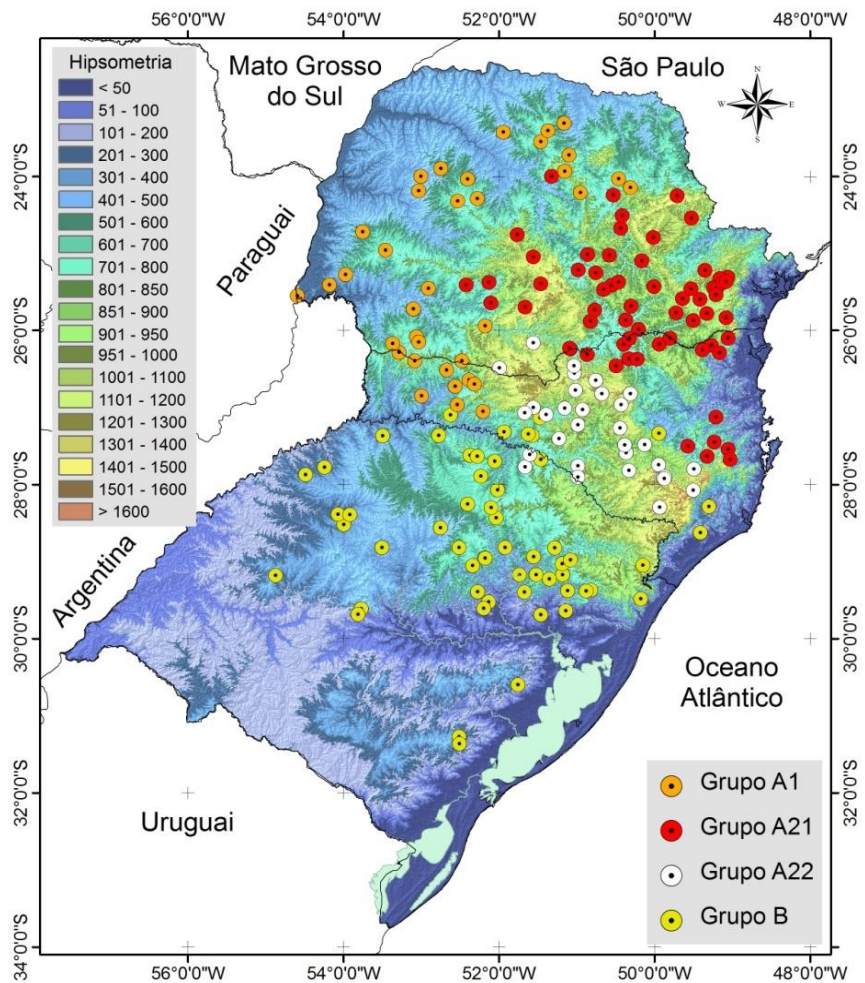 56°0'0"W
54°0'0"W
52°0'0"W
50°0'0"W
48°0'0"W
Hipsometria
< 50
51 - 100
101 - 200
201 - 300
301 - 400
401 - 500
501 - 600
601 - 700
701 - 800
801 - 850
851 - 900
901 - 950
951 - 1000
1001 - 1100
1101 - 1200
1201 - 1300
1301 - 1400
1401 - 1500
1501 - 1600
> 1600
Mato Grosso
do Sul
São Paulo
N
W
E
S
24°0'0"S
26°0'0"S
28°0'0"S
30°0'0"S
32°0'0"S
34°0'0"S
24°0'0"S
26°0'0"S
28°0'0"S
30°0'0"S
32°0'0"S
34°0'0"S
Paraguai
Argentina
Oceano
Atlântico
Uruguai
Grupo A1
Grupo A21
Grupo A22
Grupo B
56°0'0"W
54°0'0"W
52°0'0"W
50°0'0"W
48°0'0"W